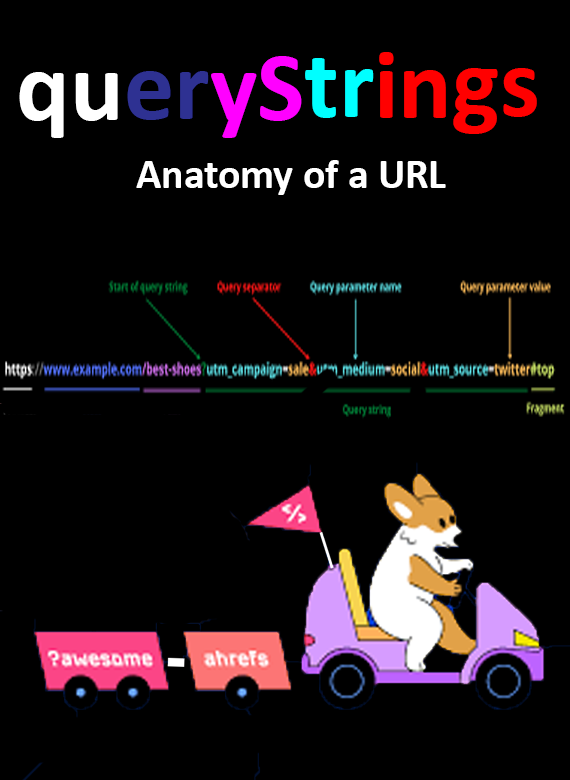 queryStrings
Anatomy of a URL
Start of query string Query separator Query parameter name Query parameter value
https://www.example.com/best-shoes?utm_campaign=sale&utm_medium=social&utm_source=twitter#top
Query string
Fragment
</>
?awesome
ahrefs